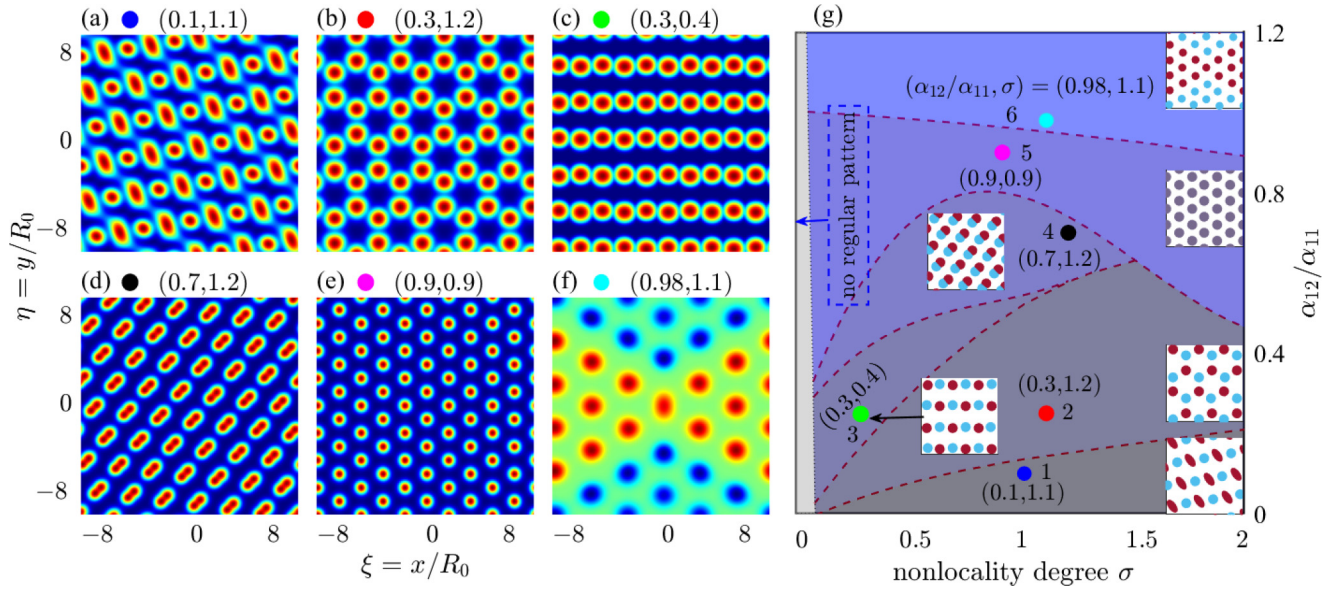 (a) (0.1,1.1)
(b) (0.3,1.2)
(c) (0.3,0.4)
8
0
−8
(d) (0.7,1.2)
(e) (0.9,0.9)
(f) (0.98,1.1)
8
0
−8
η = y/R₀
−8 0 8
−8 0 8
−8 0 8
ξ = x/R₀
(g)
(α₁₂/α₁₁, σ) = (0.98, 1.1)
6
5
(0.9,0.9)
no regular pattern
4
(0.7,1.2)
(0.3,0.4)
3
(0.3,1.2)
2
1
(0.1,1.1)
1.2
0.8
0.4
0
α₁₂/α₁₁
0 0.5 1 1.5 2
nonlocality degree σ